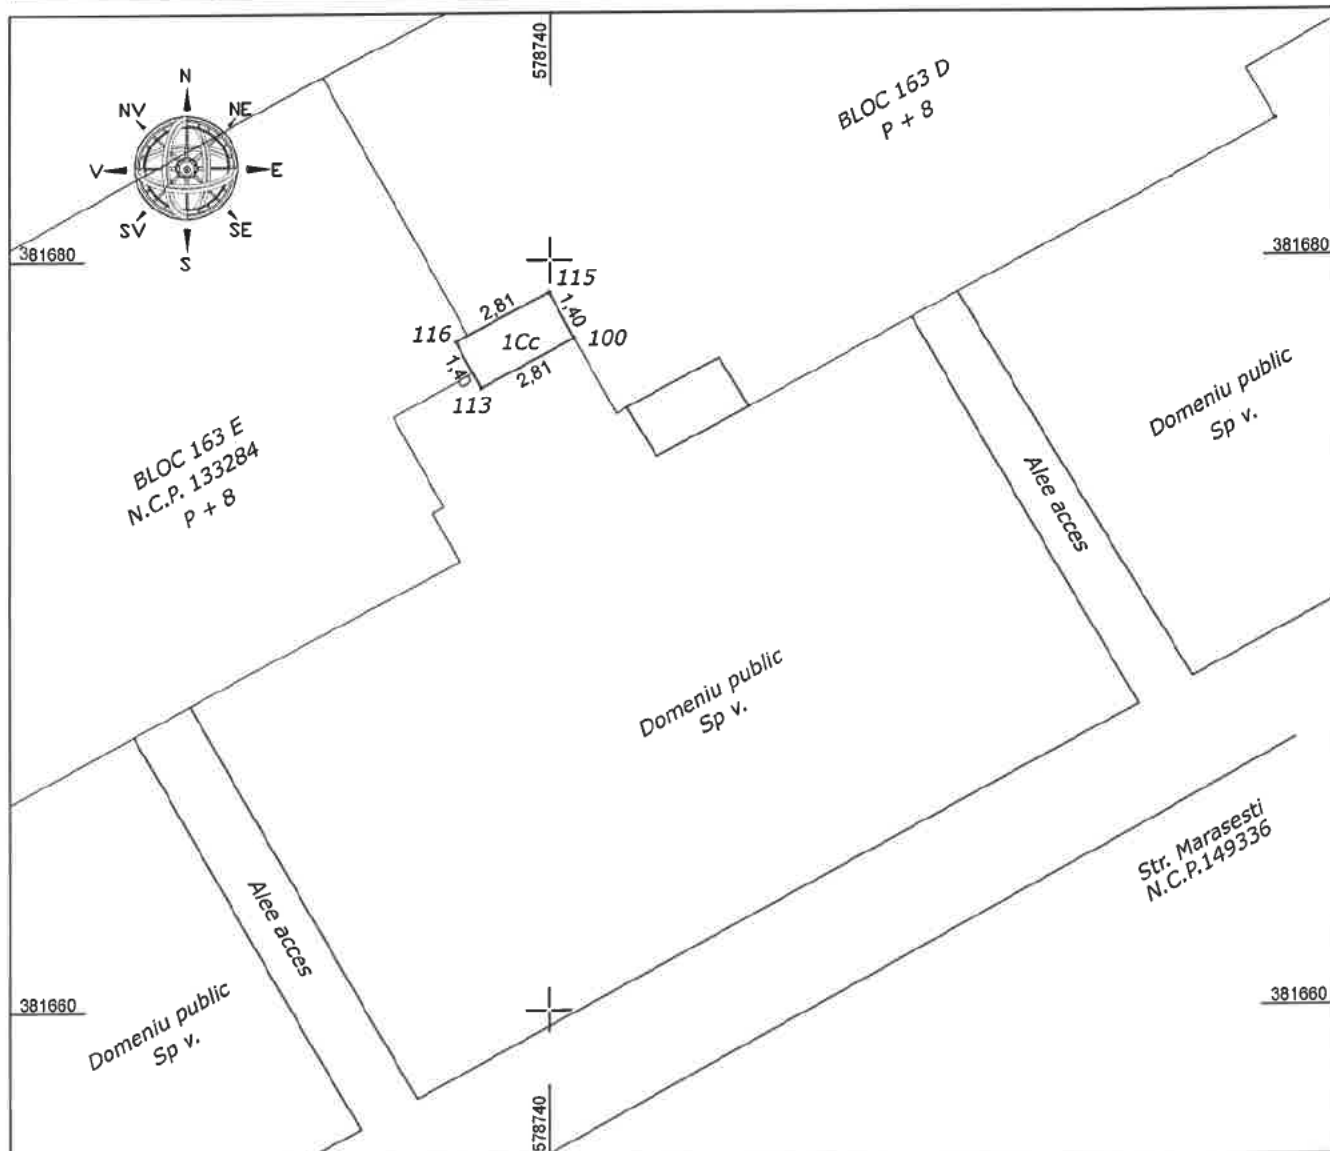 578740
BLOC 163 D
P + 8
N
NV
NE
V
E
SV
SE
S
381680
381680
115
2,81
1,40
116
1Cc
100
1,40
2,81
113
Domeniu public
Sp v.
BLOC 163 E
N.C.P. 133284
P + 8
Alee acces
Domeniu public
Sp v.
Str. Marasesti
N.C.P.149336
Alee acces
381660
381660
Domeniu public
Sp v.
578740